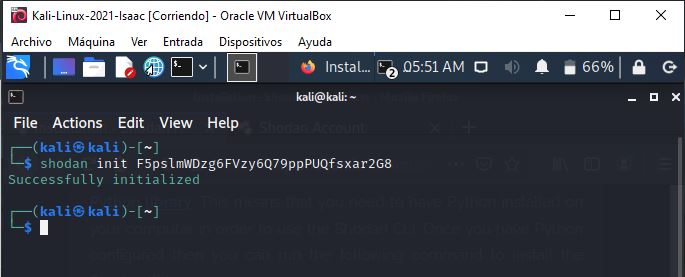 Kali-Linux-2021-Isaac [Corriendo] - Oracle VM VirtualBox
Archivo Máquina Ver Entrada Dispositivos Ayuda
Instal... 2 05:51 AM 66%
kali@kali: ~
File Actions Edit View Help
Shodan Account
┌──(kali㉿kali)-[~]
└─$ shodan init F5pslmWDzg6FVzy6Q79ppPUQfsxar2G8
Successfully initialized
┌──(kali㉿kali)-[~]
└─$
Python library. This means that you need to have Python installed on
your computer in order to use the Shodan CLI. Once you have Python
configured then you can run the following command to install the